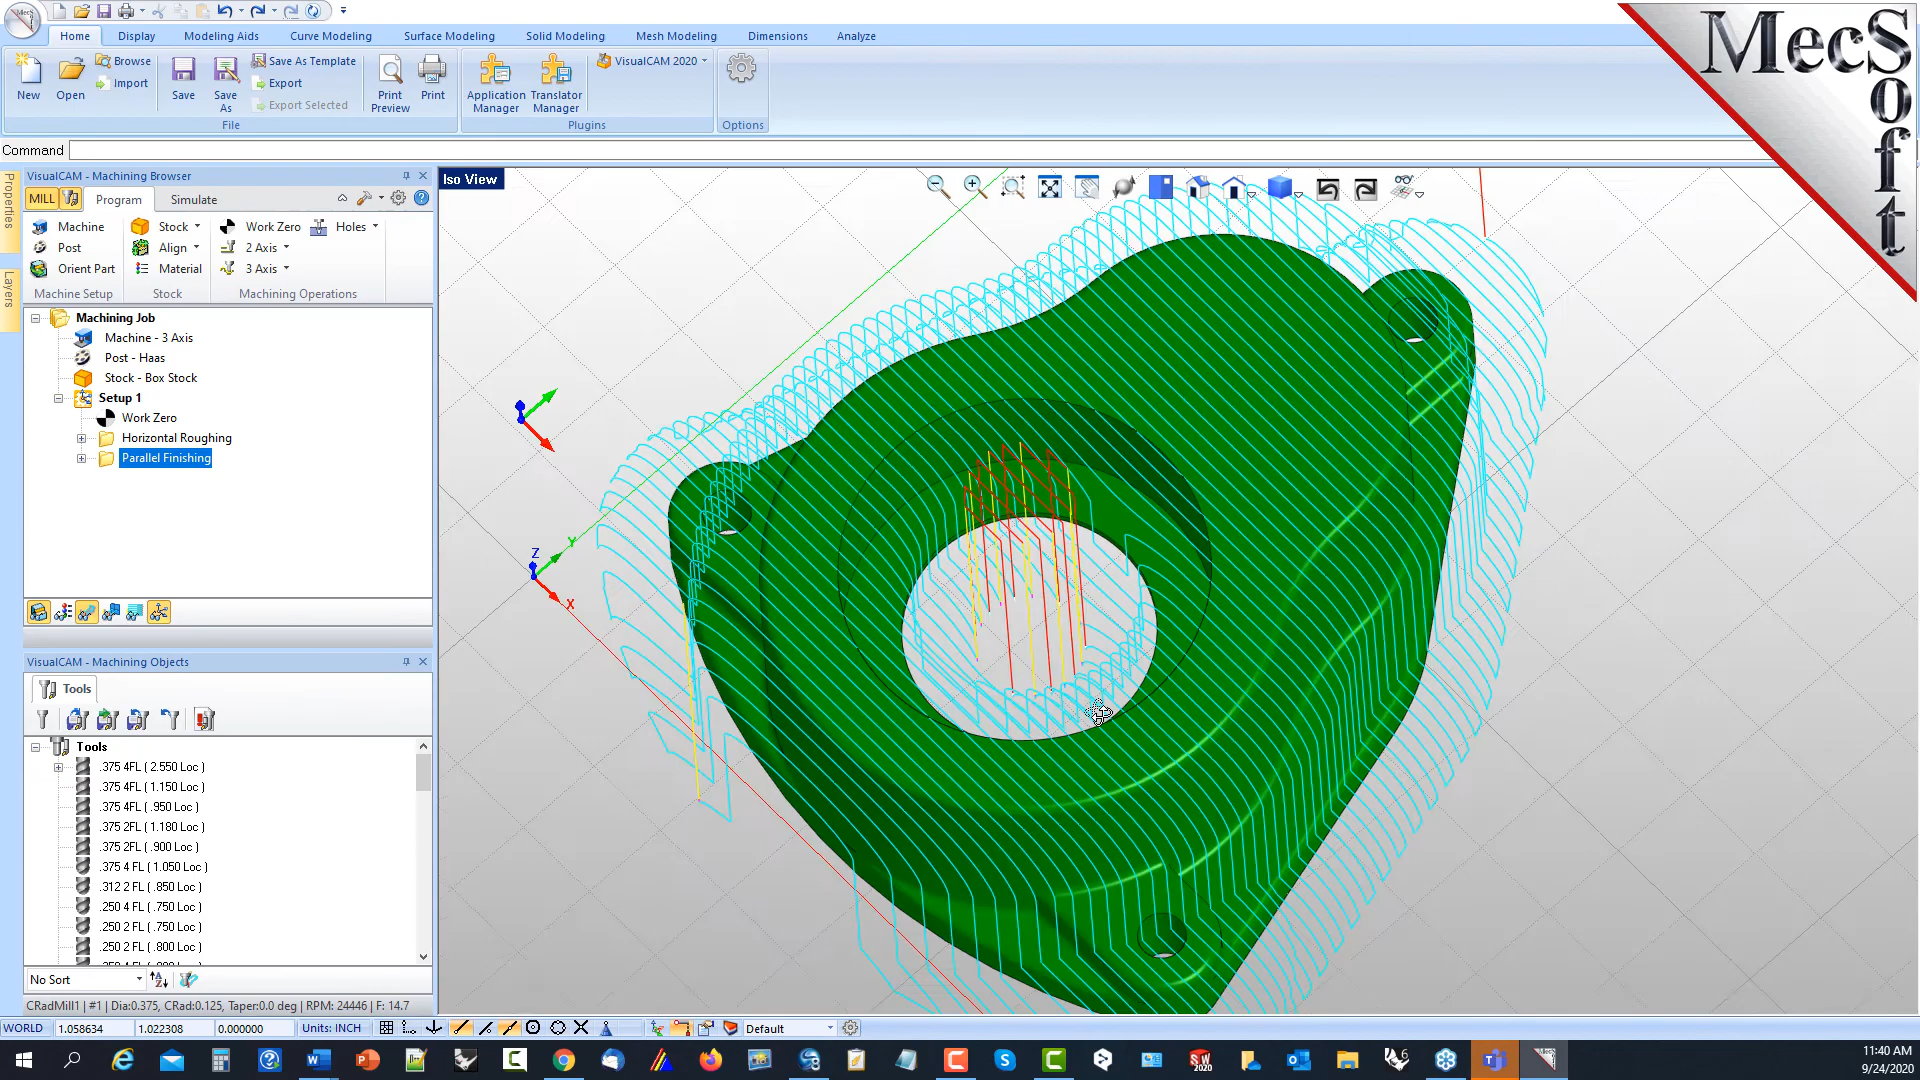 Home Display Modeling Aids Curve Modeling Surface Modeling Solid Modeling Mesh Modeling Dimensions Analyze
New
Open
Browse
Import
Save
Save As
Save As Template
Export
Export Selected
Print Preview
Print
Application Manager
Translator Manager
VisualCAM 2020
File
Plugins
Options
MecSoft
Command
Properties
Layers
VisualCAM - Machining Browser
MILL Program Simulate
Machine Stock Work Zero Holes
Post Align 2 Axis
Orient Part Material 3 Axis
Machine Setup Stock Machining Operations
Machining Job
Machine - 3 Axis
Post - Haas
Stock - Box Stock
Setup 1
Work Zero
Horizontal Roughing
Parallel Finishing
Iso View
Z
Y
X
VisualCAM - Machining Objects
Tools
Tools
.375 4FL ( 2.550 Loc )
.375 4FL ( 1.150 Loc )
.375 4FL ( .950 Loc )
.375 2FL ( 1.180 Loc )
.375 2FL ( .900 Loc )
.375 4 FL ( 1.050 Loc )
.312 2 FL ( .850 Loc )
.250 4 FL ( .750 Loc )
.250 2 FL ( .750 Loc )
.250 2 FL ( .800 Loc )
No Sort
CRadMill1 | #1 | Dia:0.375, CRad:0.125, Taper:0.0 deg | RPM: 24446 | F: 14.7
WORLD 1.058634 1.022308 0.000000 Units: INCH Default
11:40 AM
9/24/2020